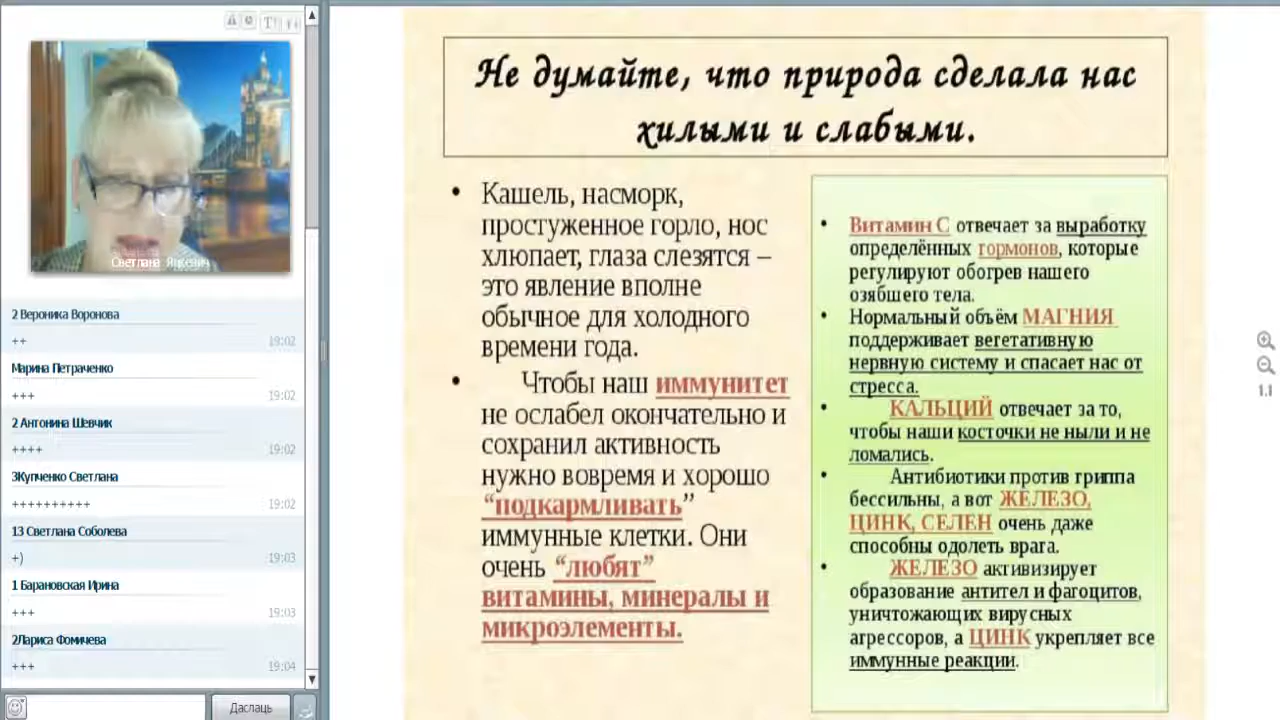 Светлана Яцкевич
2 Вероника Воронова
++ 19:02
Марина Петраченко
+++ 19:02
2 Антонина Шевчик
++++ 19:02
3Купченко Светлана
++++++++++ 19:02
13 Светлана Соболева
+) 19:03
1 Барановская Ирина
+++ 19:03
2Лариса Фомичева
+++ 19:04
Даслаць
Не думайте, что природа сделала нас
хилыми и слабыми.
• Кашель, насморк,
простуженное горло, нос
хлюпает, глаза слезятся –
это явление вполне
обычное для холодного
времени года.
• Чтобы наш иммунитет
не ослабел окончательно и
сохранил активность
нужно вовремя и хорошо
“подкармливать”
иммунные клетки. Они
очень “любят”
витамины, минералы и
микроэлементы.
• Витамин С отвечает за выработку
определённых гормонов, которые
регулируют обогрев нашего
озябшего тела.
• Нормальный объём МАГНИЯ
поддерживает вегетативную
нервную систему и спасает нас от
стресса.
• КАЛЬЦИЙ отвечает за то,
чтобы наши косточки не ныли и не
ломались.
• Антибиотики против гриппа
бессильны, а вот ЖЕЛЕЗО,
ЦИНК, СЕЛЕН очень даже
способны одолеть врага.
• ЖЕЛЕЗО активизирует
образование антител и фагоцитов,
уничтожающих вирусных
агрессоров, а ЦИНК укрепляет все
иммунные реакции.
1.1